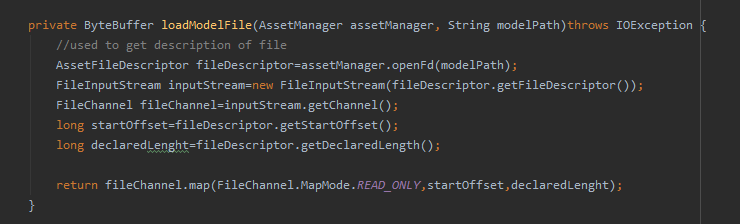 private ByteBuffer loadModelFile(AssetManager assetManager, String modelPath)throws IOException {
//used to get description of file
AssetFileDescriptor fileDescriptor=assetManager.openFd(modelPath);
FileInputStream inputStream=new FileInputStream(fileDescriptor.getFileDescriptor());
FileChannel fileChannel=inputStream.getChannel();
long startOffset=fileDescriptor.getStartOffset();
long declaredLenght=fileDescriptor.getDeclaredLength();
return fileChannel.map(FileChannel.MapMode.READ_ONLY,startOffset,declaredLenght);
}